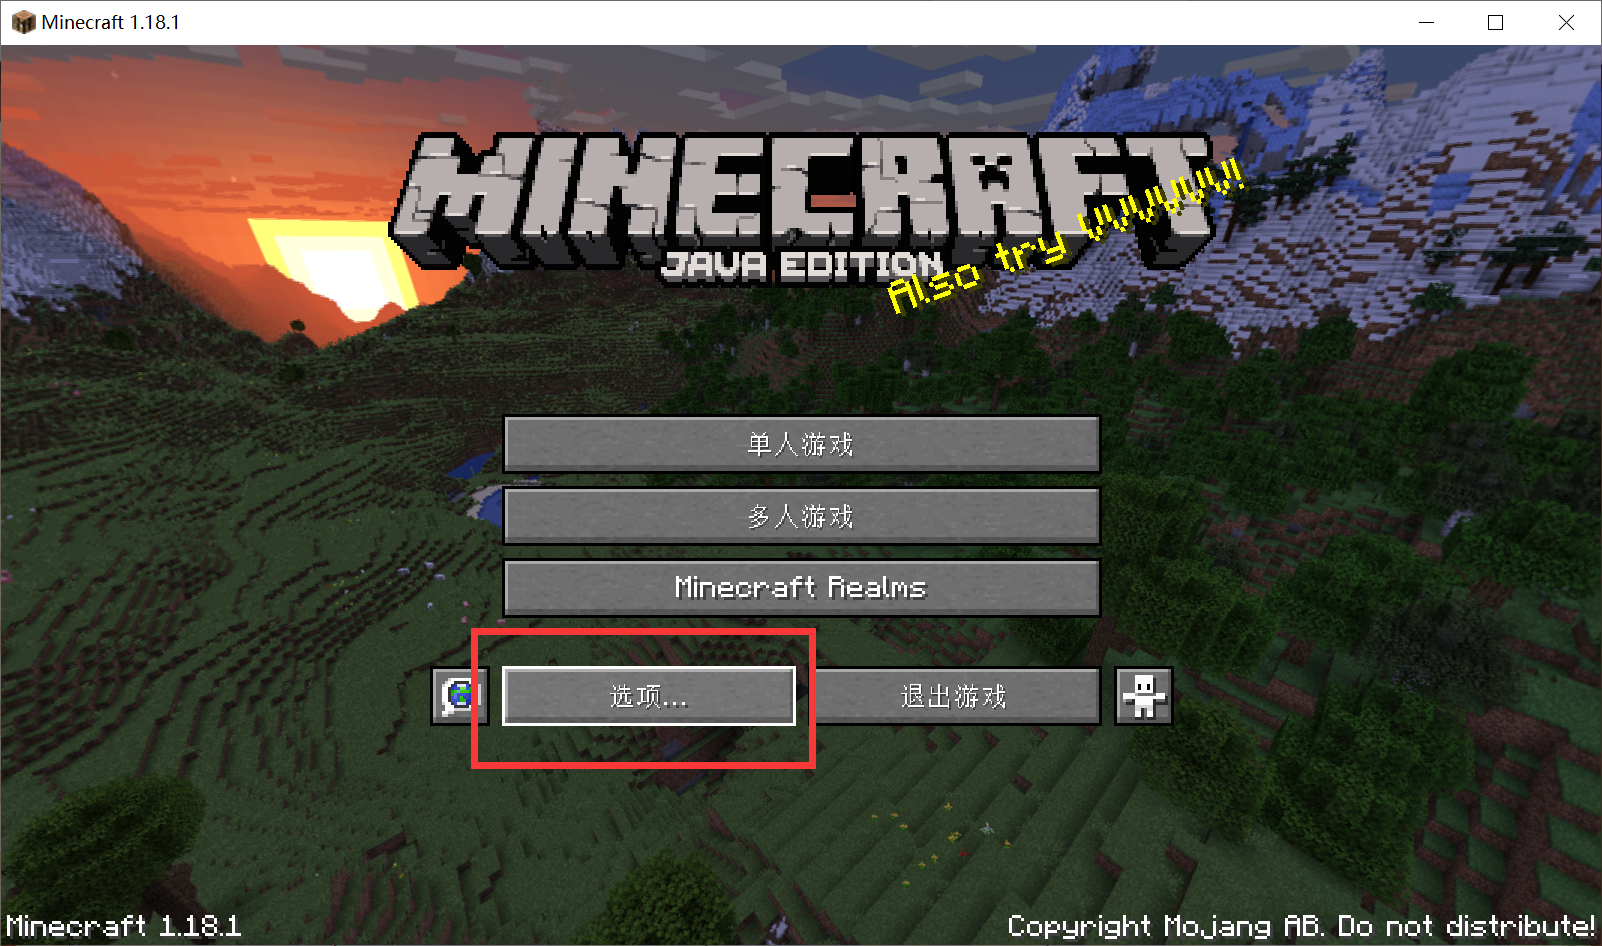 Minecraft 1.18.1
MINECRAFT
JAVA EDITION
Also try VVVVVV!
单人游戏
多人游戏
Minecraft Realms
选项...
退出游戏
Minecraft 1.18.1
Copyright Mojang AB. Do not distribute!